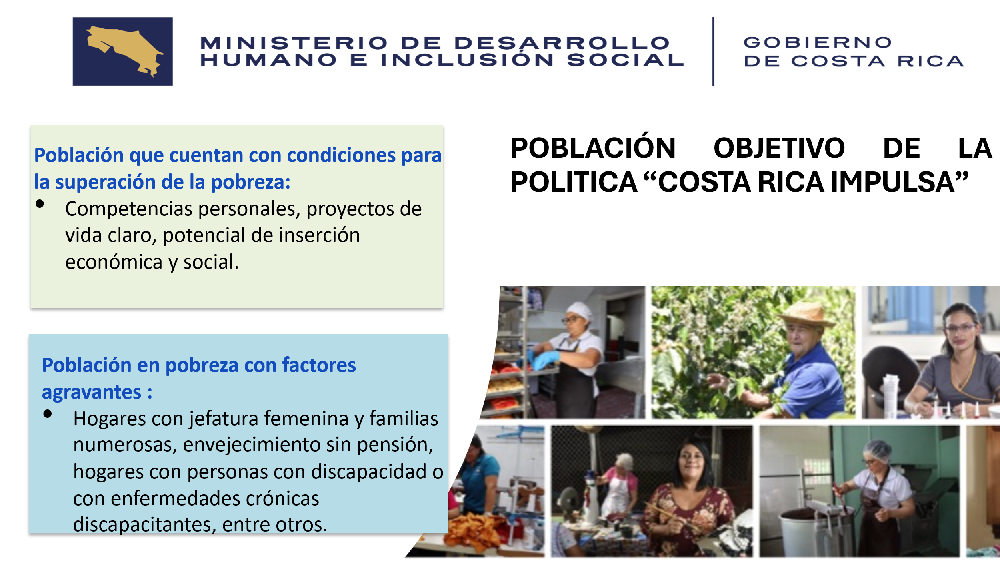 MINISTERIO DE DESARROLLO
HUMANO E INCLUSIÓN SOCIAL
GOBIERNO
DE COSTA RICA
Población que cuentan con condiciones para
la superación de la pobreza:
• Competencias personales, proyectos de
vida claro, potencial de inserción
económica y social.
POBLACIÓN OBJETIVO DE LA
POLITICA “COSTA RICA IMPULSA”
Población en pobreza con factores
agravantes :
• Hogares con jefatura femenina y familias
numerosas, envejecimiento sin pensión,
hogares con personas con discapacidad o
con enfermedades crónicas
discapacitantes, entre otros.